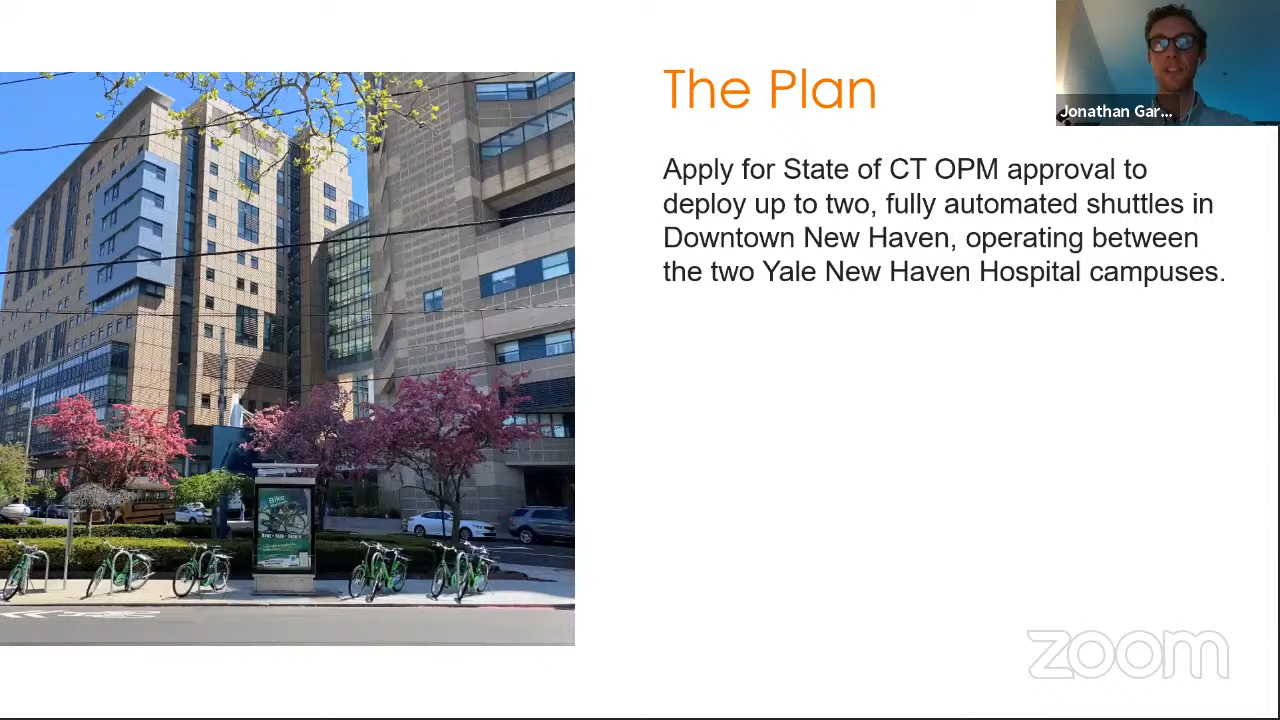 The Plan
Jonathan Gar...
Apply for State of CT OPM approval to
deploy up to two, fully automated shuttles in
Downtown New Haven, operating between
the two Yale New Haven Hospital campuses.
Bike
zoom